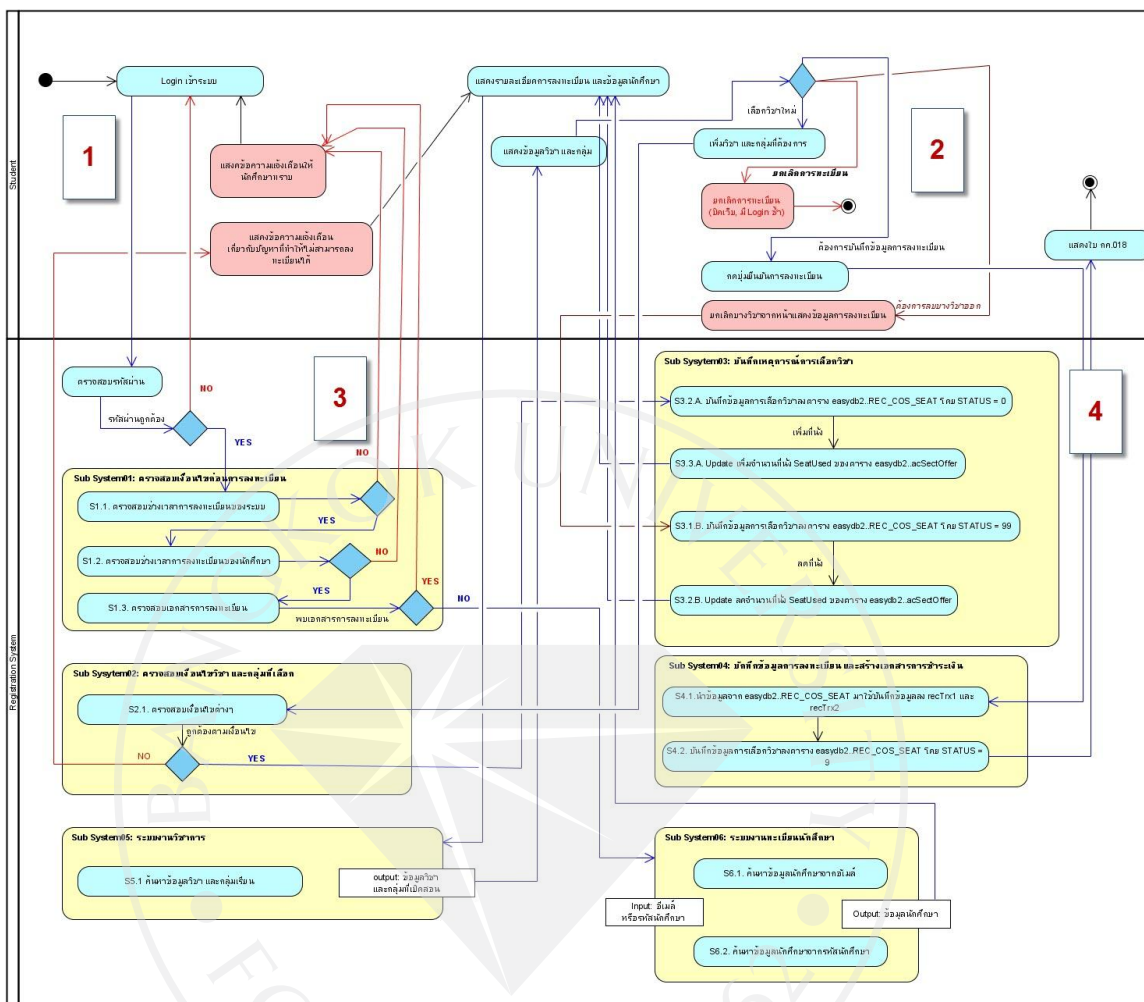 Student
Login เข้าระบบ
1
แสดงข้อความแจ้งเตือนให้
นักศึกษาทราบ
แสดงข้อความแจ้งเตือน
เกี่ยวกับปัญหาที่ทำให้ไม่สามารถลง
ทะเบียนได้
แสดงรายละเอียดการลงทะเบียน และข้อมูลนักศึกษา
แสดงข้อมูลวิชา และกลุ่ม
เลือกวิชาใหม่
เพิ่มวิชา และกลุ่มที่ต้องการ
2
ยกเลิกการทะเบียน
ยกเลิกการทะเบียน
(ปิดเว็บ, มี Login ซ้ำ)
ต้องการบันทึกข้อมูลการลงทะเบียน
กดปุ่มยืนยันการลงทะเบียน
ต้องการลบบางวิชาออก
ยกเลิกบางวิชาจากหน้าแสดงข้อมูลการลงทะเบียน
แสดงใบ กค.018
Registration System
ตรวจสอบรหัสผ่าน
รหัสผ่านถูกต้อง
NO
YES
3
Sub System01: ตรวจสอบเงื่อนไขก่อนการลงทะเบียน
S1.1. ตรวจสอบช่วงเวลาการลงทะเบียนของระบบ
NO
YES
S1.2. ตรวจสอบช่วงเวลาการลงทะเบียนของนักศึกษา
NO
YES
S1.3. ตรวจสอบเอกสารการลงทะเบียน
พบเอกสารการลงทะเบียน
YES
NO
Sub Sysytem02: ตรวจสอบเงื่อนไขวิชา และกลุ่มที่เลือก
S2.1. ตรวจสอบเงื่อนไขต่างๆ
ถูกต้องตามเงื่อนไข
NO
YES
Sub Sysytem03: บันทึกเหตุการณ์การเลือกวิชา
S3.2.A. บันทึกข้อมูลการเลือกวิชาลงตาราง easydb2..REC_COS_SEAT โดย STATUS = 0
เพิ่มที่นั่ง
S3.3.A. Update เพิ่มจำนวนที่นั่ง SeatUsed ของตาราง easydb2..acSectOffer
S3.1.B. บันทึกข้อมูลการเลือกวิชาลงตาราง easydb2..REC_COS_SEAT โดย STATUS = 99
ลดที่นั่ง
S3.2.B. Update ลดจำนวนที่นั่ง SeatUsed ของตาราง easydb2..acSectOffer
4
Sub System04: บันทึกข้อมูลการลงทะเบียน และสร้างเอกสารการชำระเงิน
S4.1.นำข้อมูลจาก easydb2..REC_COS_SEAT มาใช้บันทึกข้อมูลลง recTrx1 และ
recTrx2
S4.2. บันทึกข้อมูลการเลือกวิชาลงตาราง easydb2..REC_COS_SEAT โดย STATUS =
9
Sub System05: ระบบงานวิชาการ
S5.1 ค้นหาข้อมูลวิชา และกลุ่มเรียน
output: ข้อมูลวิชา
และกลุ่มที่เปิดสอน
Sub System06: ระบบงานทะเบียนนักศึกษา
S6.1. ค้นหาข้อมูลนักศึกษาจากอีเมล์
Input: อีเมล์
หรือรหัสนักศึกษา
Output: ข้อมูลนักศึกษา
S6.2. ค้นหาข้อมูลนักศึกษาจากรหัสนักศึกษา
BANGKOK UNIVERSITY